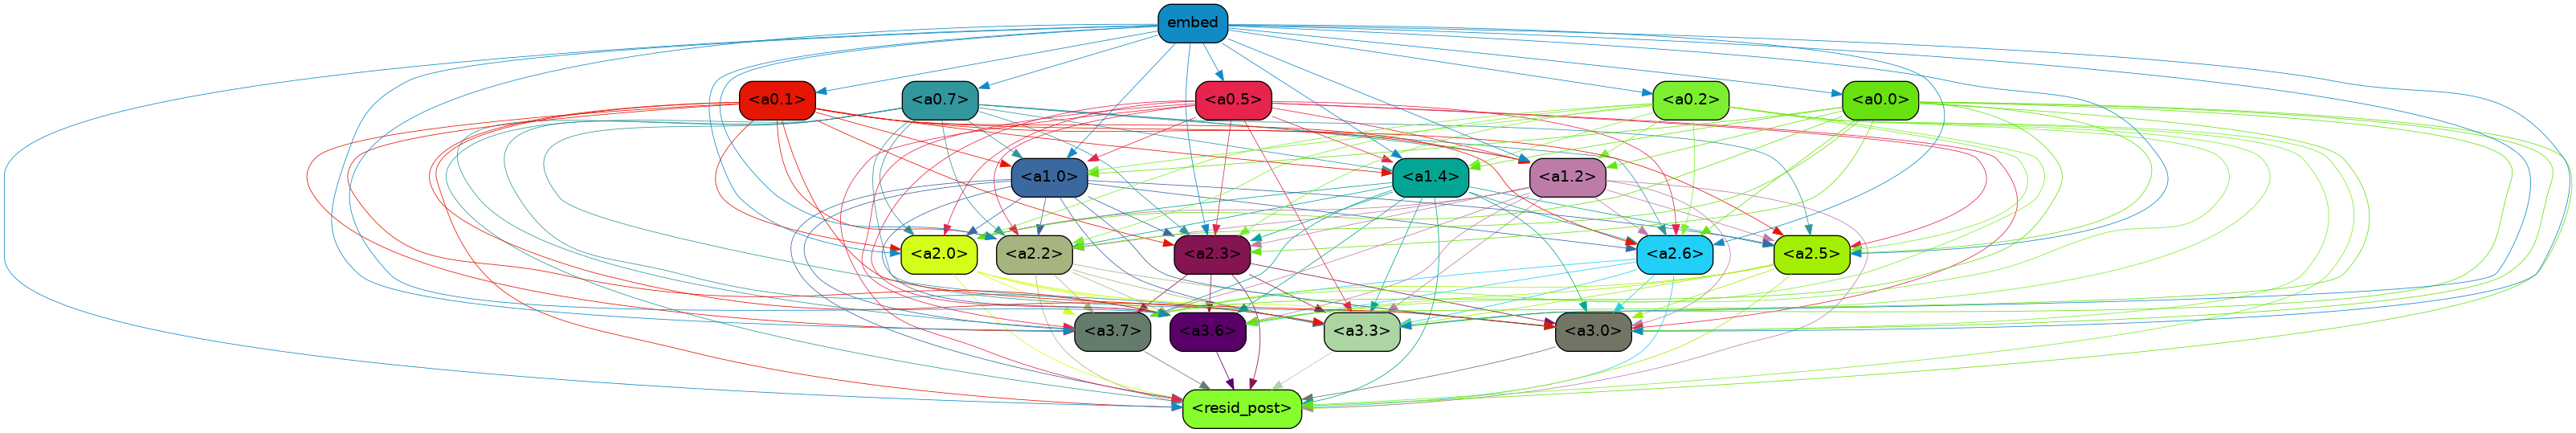 embed
<a0.1> <a0.7> <a0.5> <a0.2> <a0.0>
<a1.0> <a1.4> <a1.2>
<a2.0> <a2.2> <a2.3> <a2.6> <a2.5>
<a3.7> <a3.6> <a3.3> <a3.0>
<resid_post>